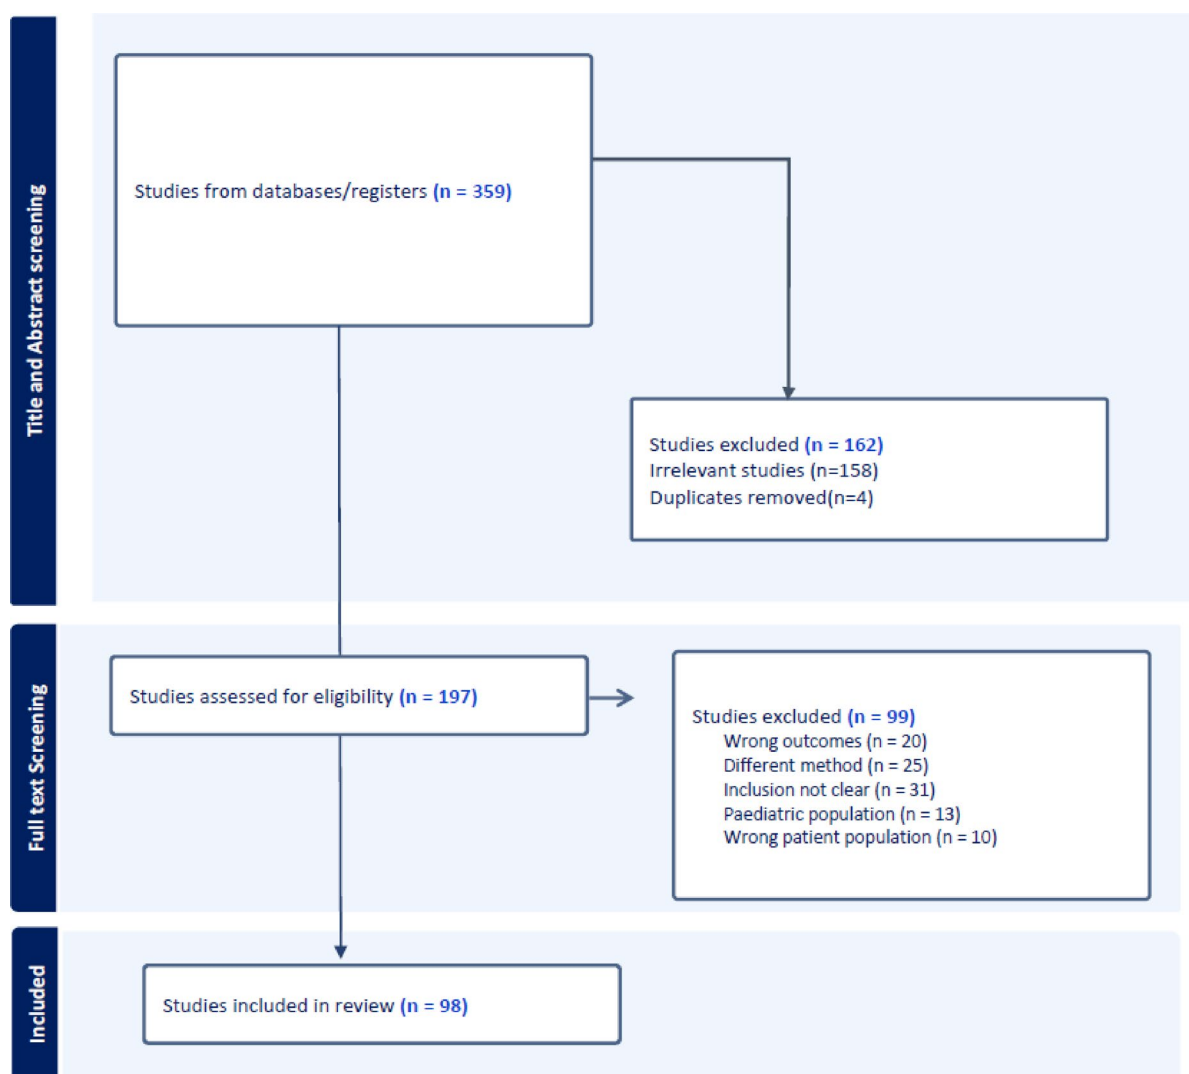 Title and Abstract screening
Studies from databases/registers (n = 359)
Studies excluded (n = 162)
Irrelevant studies (n=158)
Duplicates removed(n=4)
Full text Screening
Studies assessed for eligibility (n = 197)
Studies excluded (n = 99)
Wrong outcomes (n = 20)
Different method (n = 25)
Inclusion not clear (n = 31)
Paediatric population (n = 13)
Wrong patient population (n = 10)
Included
Studies included in review (n = 98)